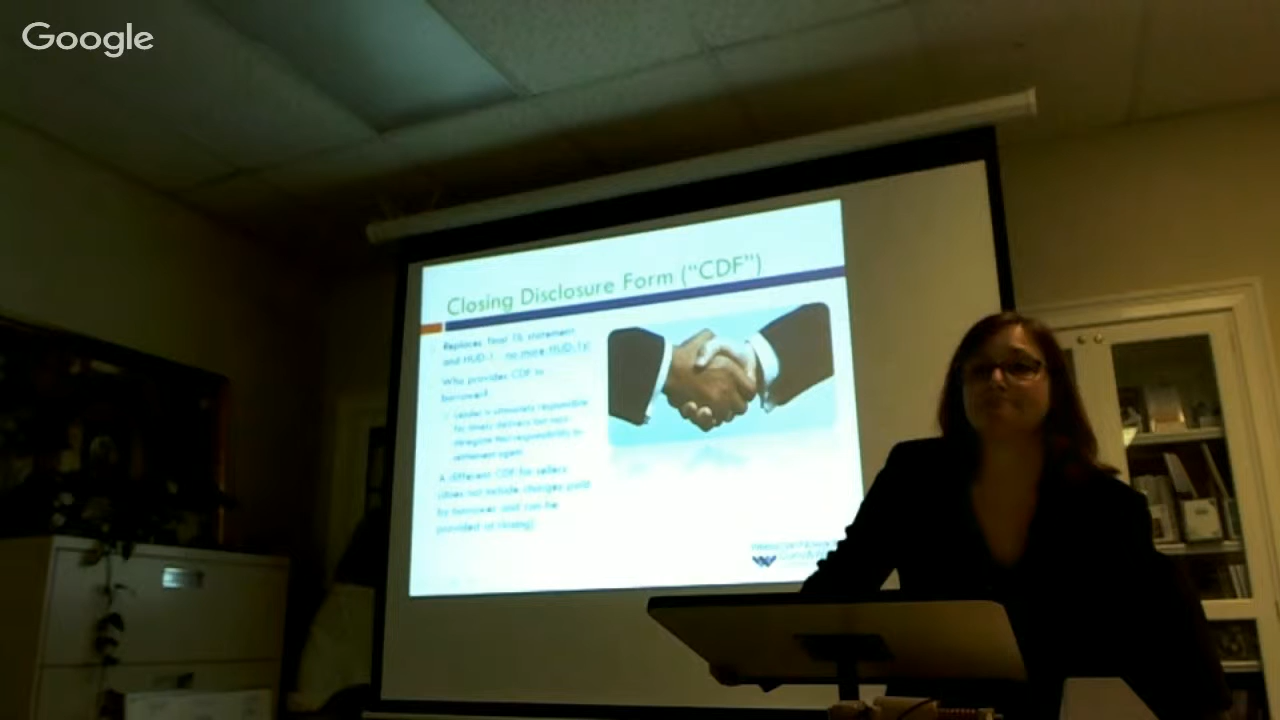 Google
Closing Disclosure Form ("CDF")
Replaces final TIL statement
and HUD-1... no more HUD-1s!
Who provides CDF to
borrower?
Lender is ultimately responsible
for timely delivery but may
delegate that responsibility to
settlement agent
A different CDF for sellers
(does not include charges paid
by borrower and can be
provided at closing)